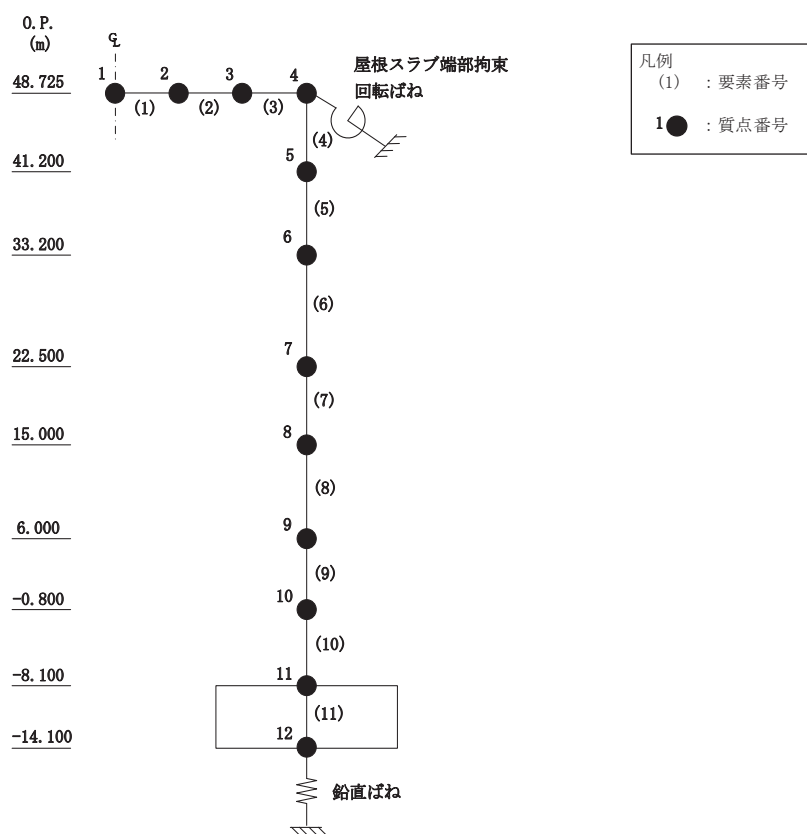 O.P.
(m)
℄
屋根スラブ端部拘束
回転ばね
凡例
(1) : 要素番号
1 : 質点番号
1 2 3 4
48.725
(1) (2) (3)
(4)
5
41.200
(5)
6
33.200
(6)
7
22.500
(7)
8
15.000
(8)
9
6.000
(9)
10
-0.800
(10)
11
-8.100
(11)
12
-14.100
鉛直ばね